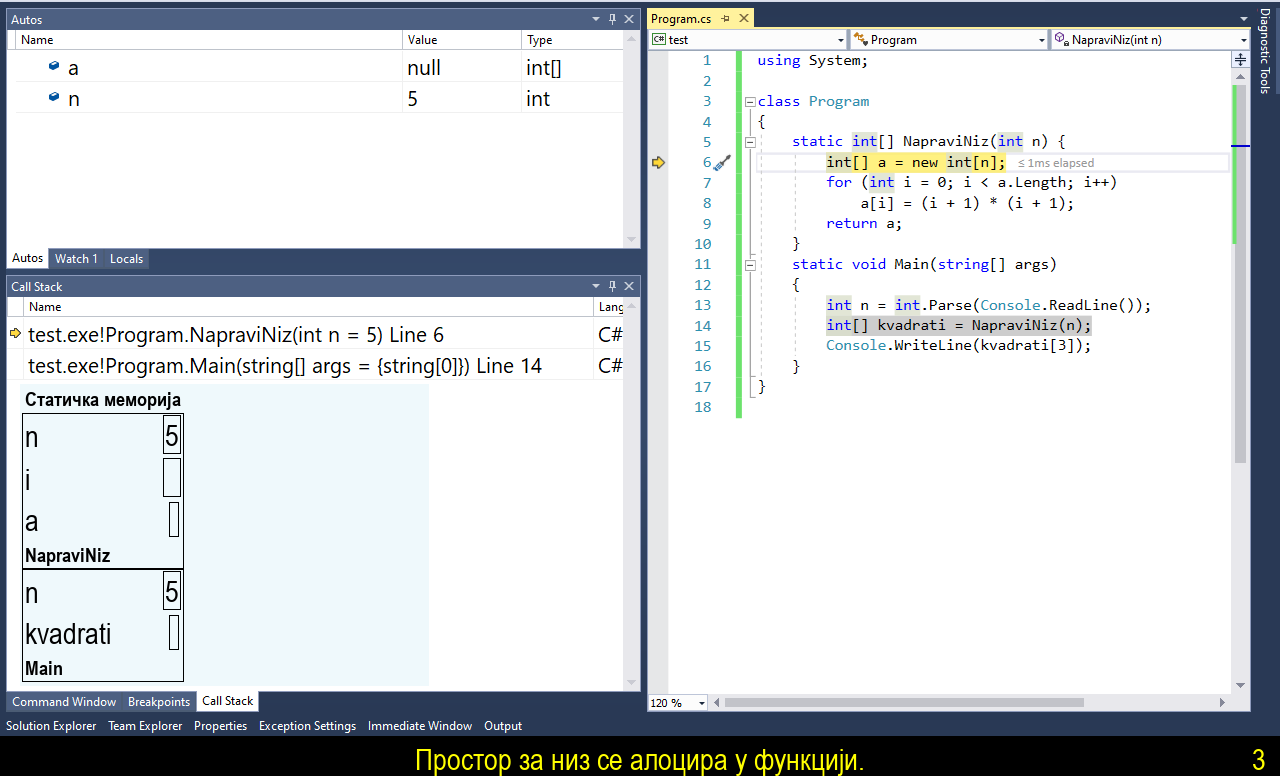 Autos
Name Value Type
a null int[]
n 5 int
Autos Watch 1 Locals
Call Stack
Name Lang
test.exe!Program.NapraviNiz(int n = 5) Line 6 C#
test.exe!Program.Main(string[] args = {string[0]}) Line 14 C#
Статичка меморија
n 5
i
a
NapraviNiz
n 5
kvadrati
Main
Command Window Breakpoints Call Stack
Solution Explorer Team Explorer Properties Exception Settings Immediate Window Output
Program.cs
C# test Program NapraviNiz(int n)
1 using System;
2
3 class Program
4 {
5 static int[] NapraviNiz(int n) {
6 int[] a = new int[n]; ≤ 1ms elapsed
7 for (int i = 0; i < a.Length; i++)
8 a[i] = (i + 1) * (i + 1);
9 return a;
10 }
11 static void Main(string[] args)
12 {
13 int n = int.Parse(Console.ReadLine());
14 int[] kvadrati = NapraviNiz(n);
15 Console.WriteLine(kvadrati[3]);
16 }
17 }
18
120 %
Diagnostic Tools
Простор за низ се алоцира у функцији. 3